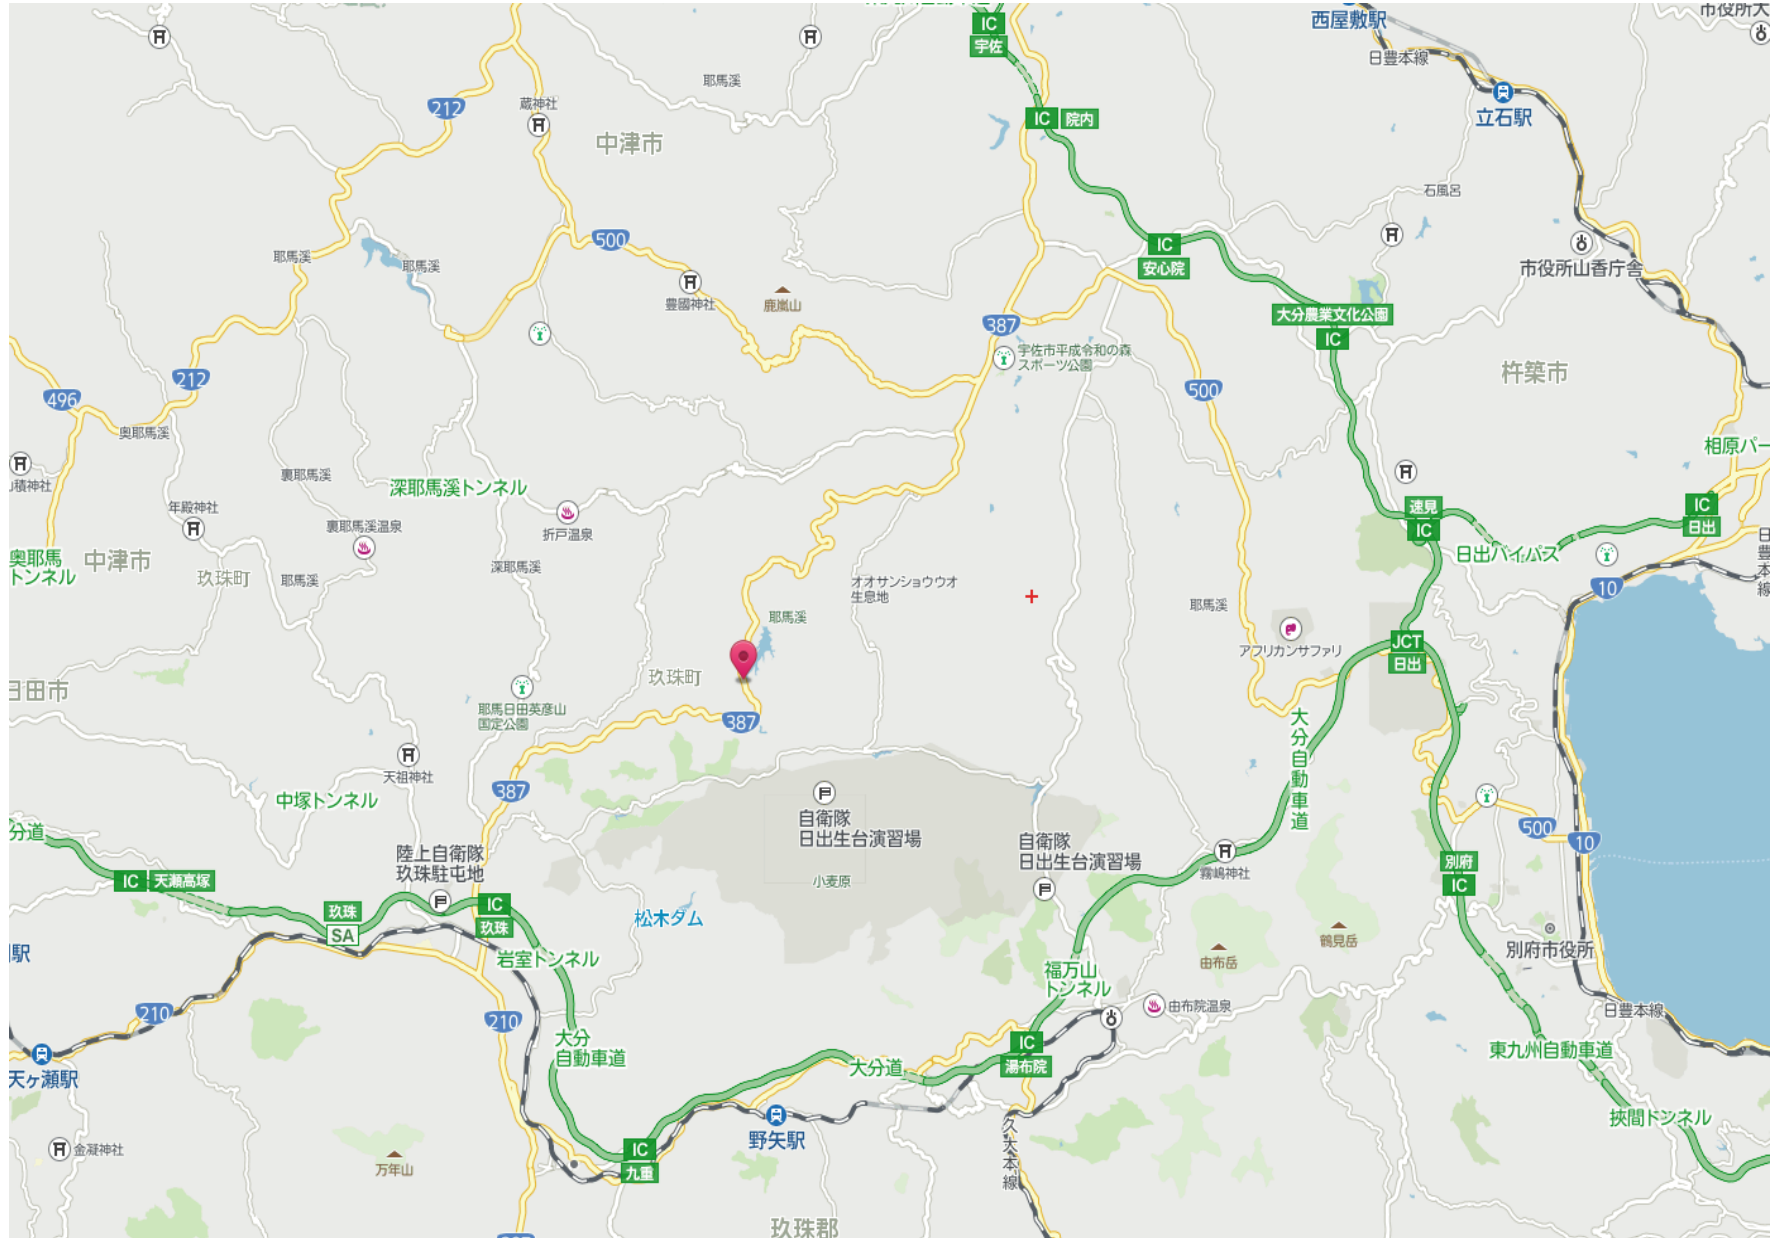 IC
宇佐
西屋敷駅
日豊本線
耶馬溪
212
蔵神社
中津市
IC 院内
立石駅
石風呂
500
耶馬溪
耶馬溪
豊國神社
鹿嵐山
IC
安心院
市役所山香庁舎
大分農業文化公園
IC
387
宇佐市平成令和の森
スポーツ公園
212
496
500
杵築市
奥耶馬溪
相原パー
裏耶馬溪
深耶馬溪トンネル
年殿神社
裏耶馬溪温泉
折戸温泉
速見
IC
IC
日出
日出バイパス
奥耶馬
トンネル
中津市
玖珠町
耶馬溪
深耶馬溪
オオサンショウウオ
生息地
耶馬溪
耶馬溪
10
日豊本線
アフリカンサファリ
JCT
日出
玖珠町
日田市
耶馬日田英彦山
国定公園
387
大分自動車道
天祖神社
387
中塚トンネル
自衛隊
日出生台演習場
自衛隊
日出生台演習場
500
10
分道
陸上自衛隊
玖珠駐屯地
小麦原
霧嶋神社
別府
IC
IC 天瀬高塚
玖珠
SA
IC
玖珠
松木ダム
鶴見岳
由布岳
別府市役所
岩室トンネル
福万山
トンネル
由布院温泉
210
210
大分
自動車道
IC
湯布院
大分道
日豊本線
東九州自動車道
天ヶ瀬駅
野矢駅
久大本線
挾間トンネル
金凝神社
万年山
IC
九重
玖珠郡